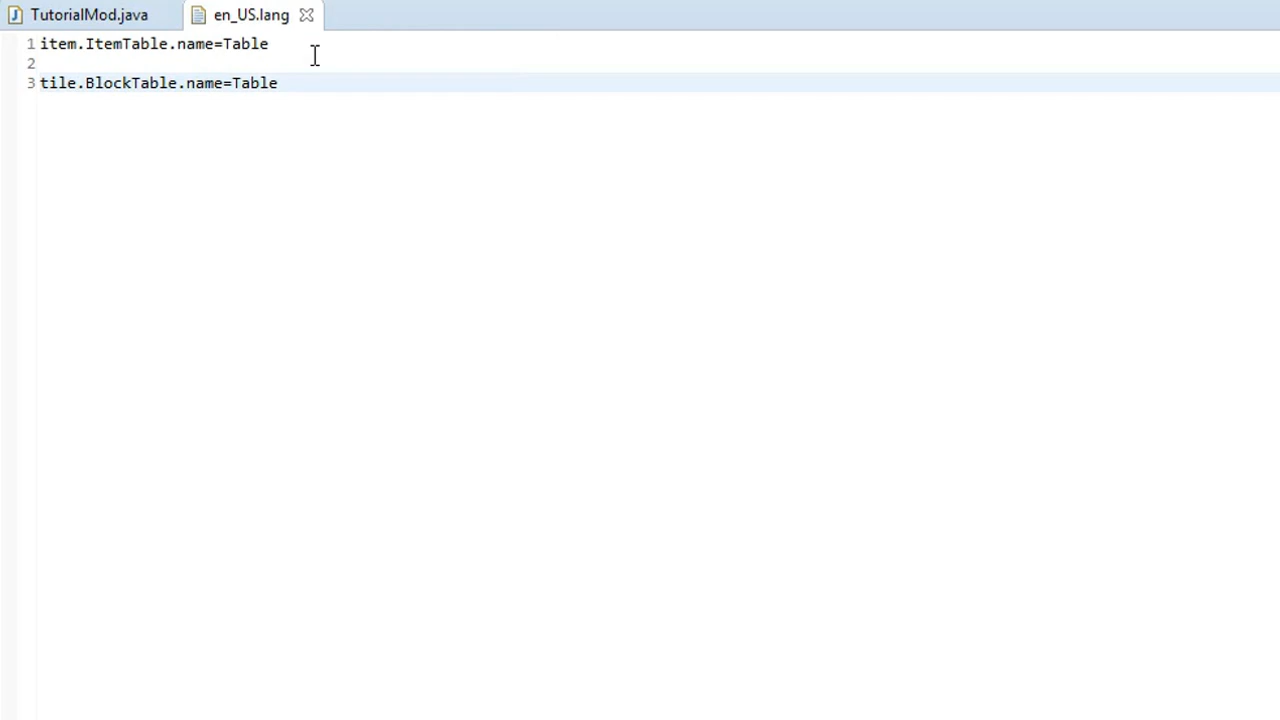 TutorialMod.java en_US.lang
1 item.ItemTable.name=Table
2
3 tile.BlockTable.name=Table